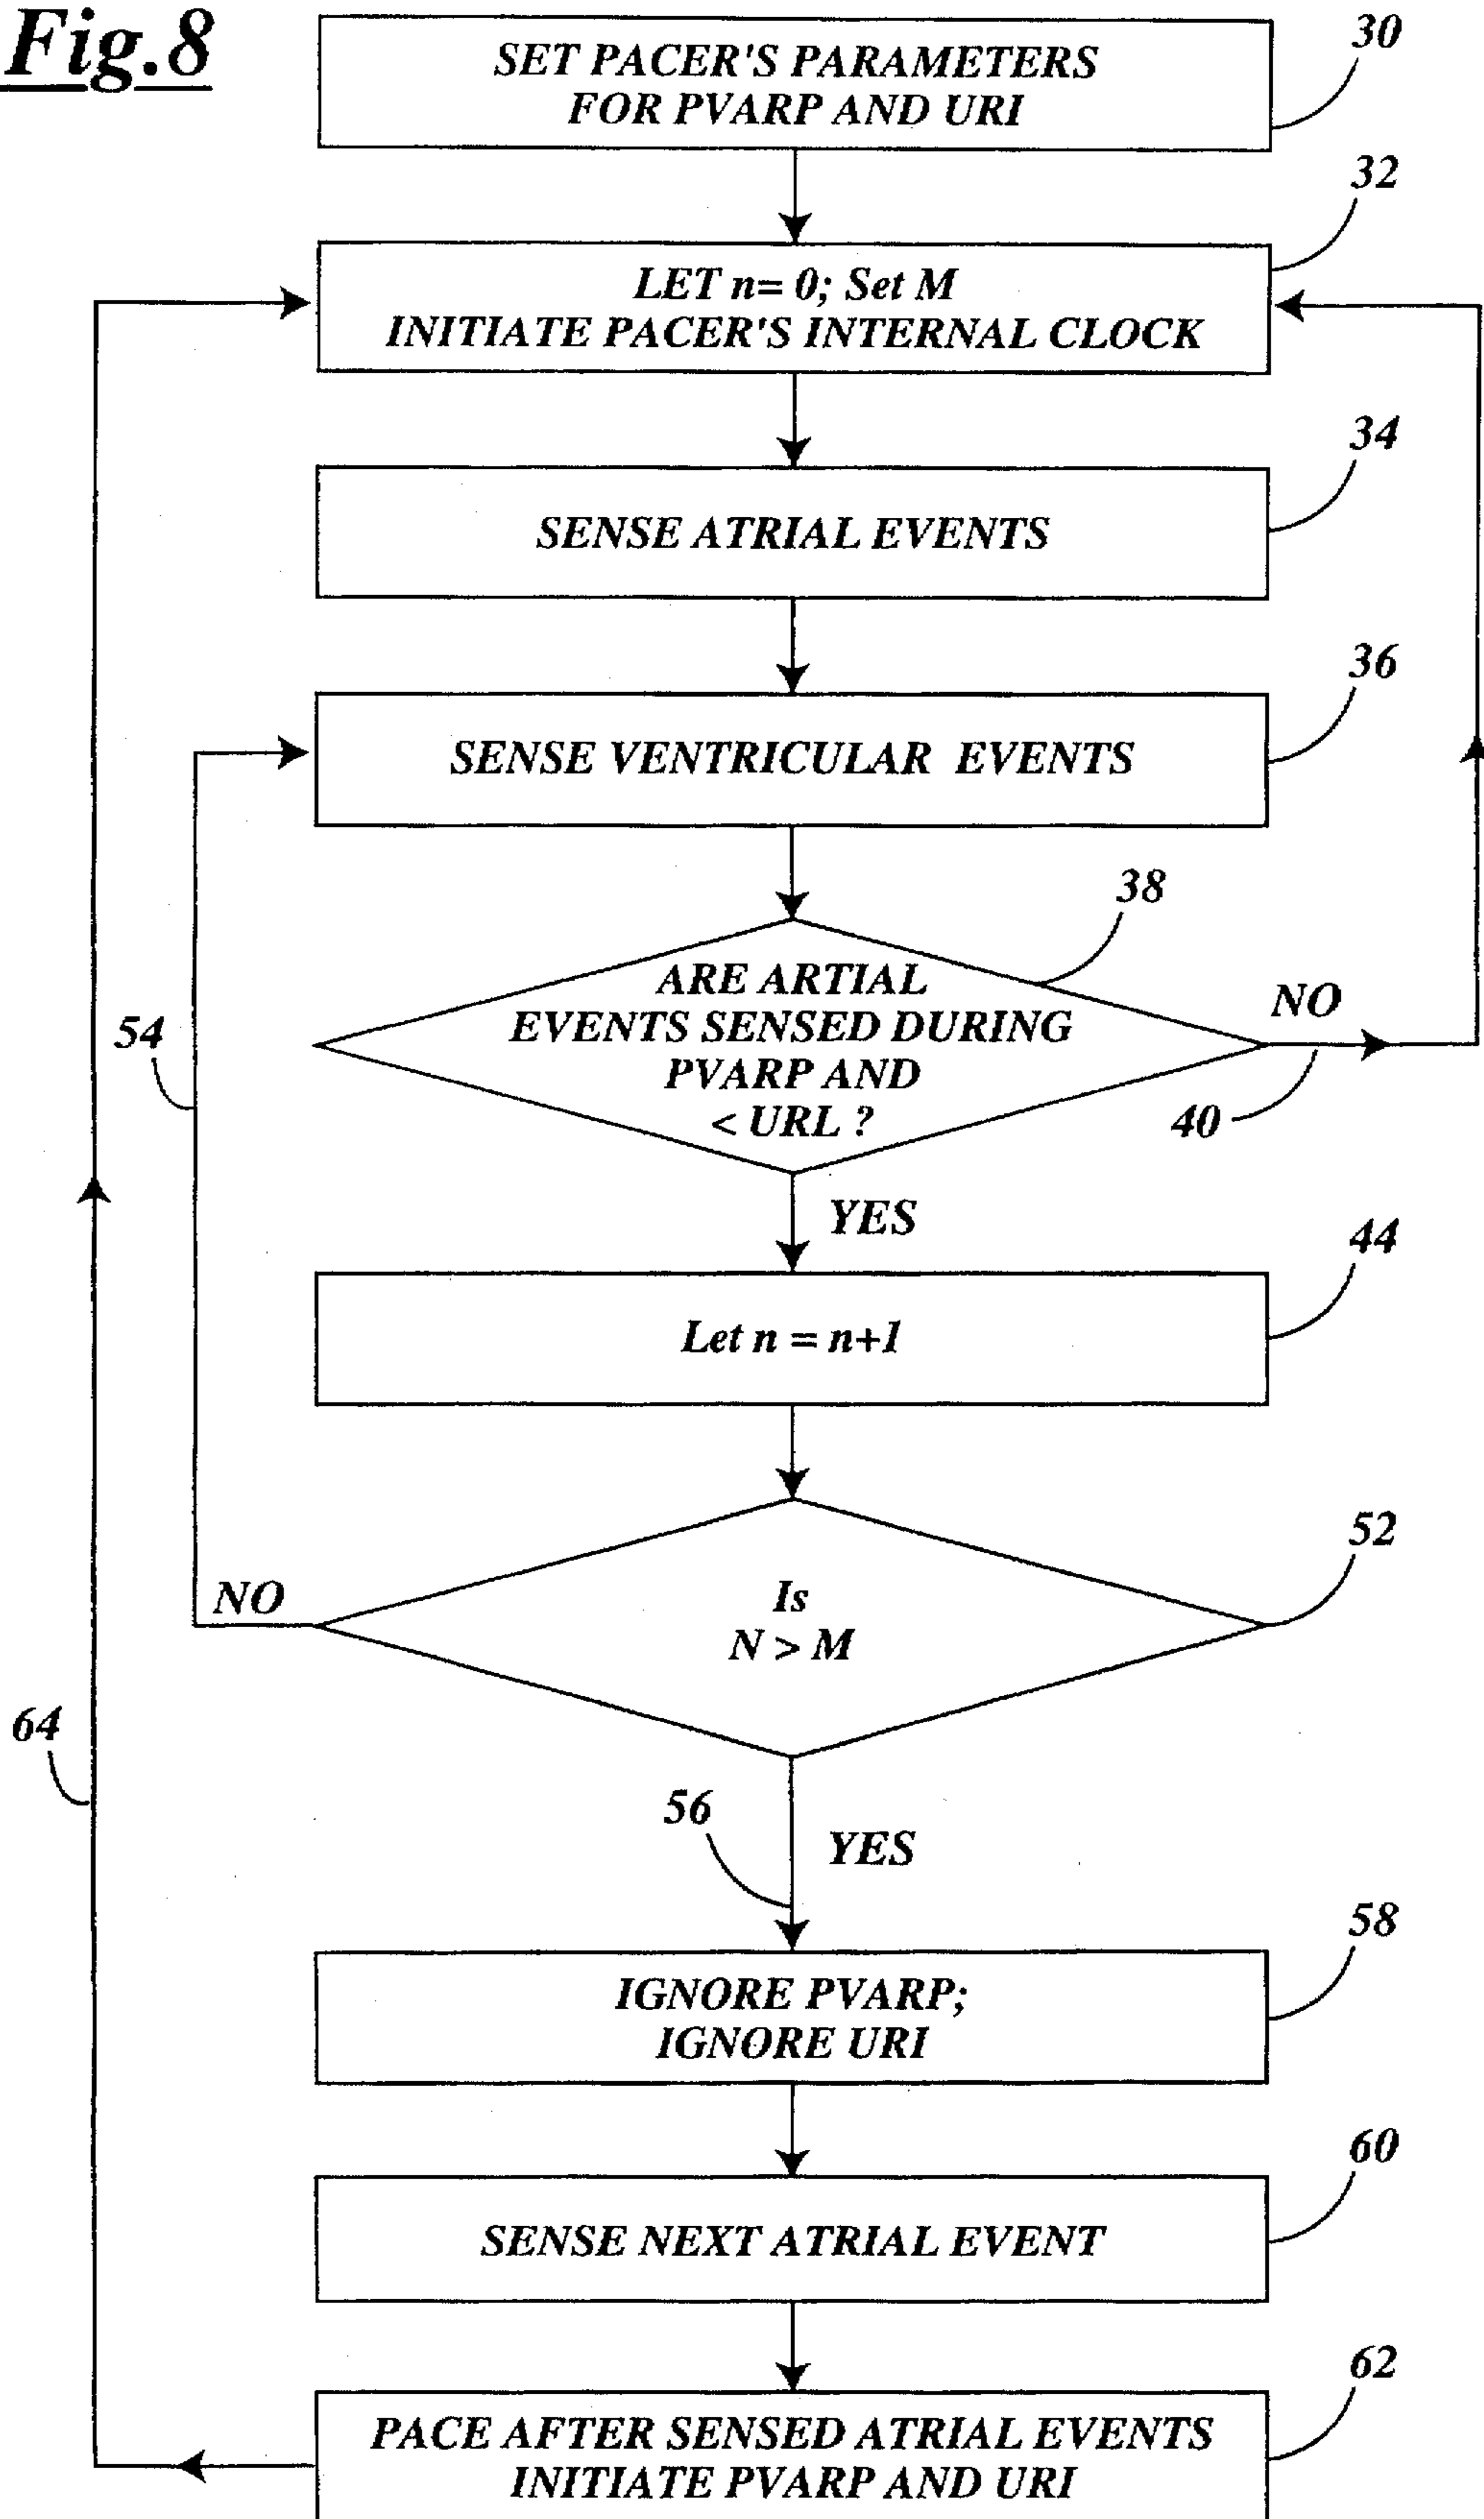 Fig.8
SET PACER'S PARAMETERS
FOR PVARP AND URI
30
LET n= 0; Set M
INITIATE PACER'S INTERNAL CLOCK
32
SENSE ATRIAL EVENTS
34
SENSE VENTRICULAR EVENTS
36
ARE ARTIAL
EVENTS SENSED DURING
PVARP AND
< URL ?
38
NO
40
54
YES
Let n = n+1
44
Is
N > M
52
NO
64
56
YES
IGNORE PVARP;
IGNORE URI
58
SENSE NEXT ATRIAL EVENT
60
PACE AFTER SENSED ATRIAL EVENTS
INITIATE PVARP AND URI
62